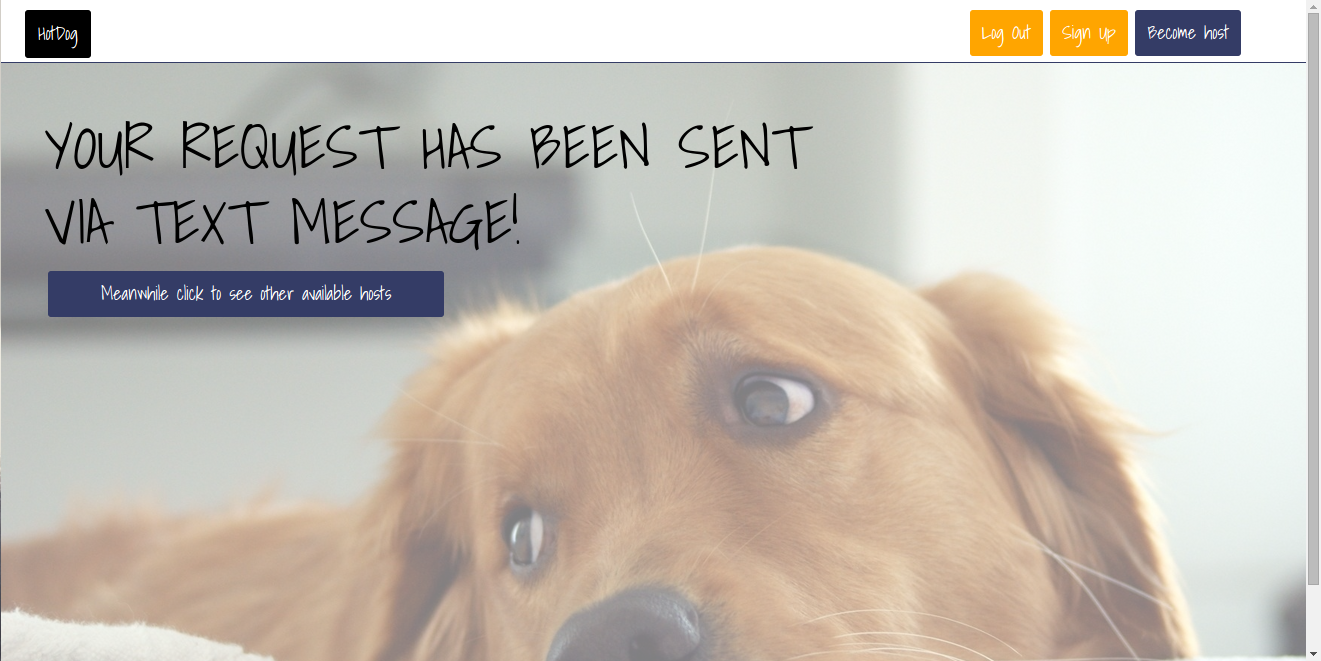 HotDog
Log Out
Sign Up
Become host
YOUR REQUEST HAS BEEN SENT
VIA TEXT MESSAGE!
Meanwhile click to see other available hosts